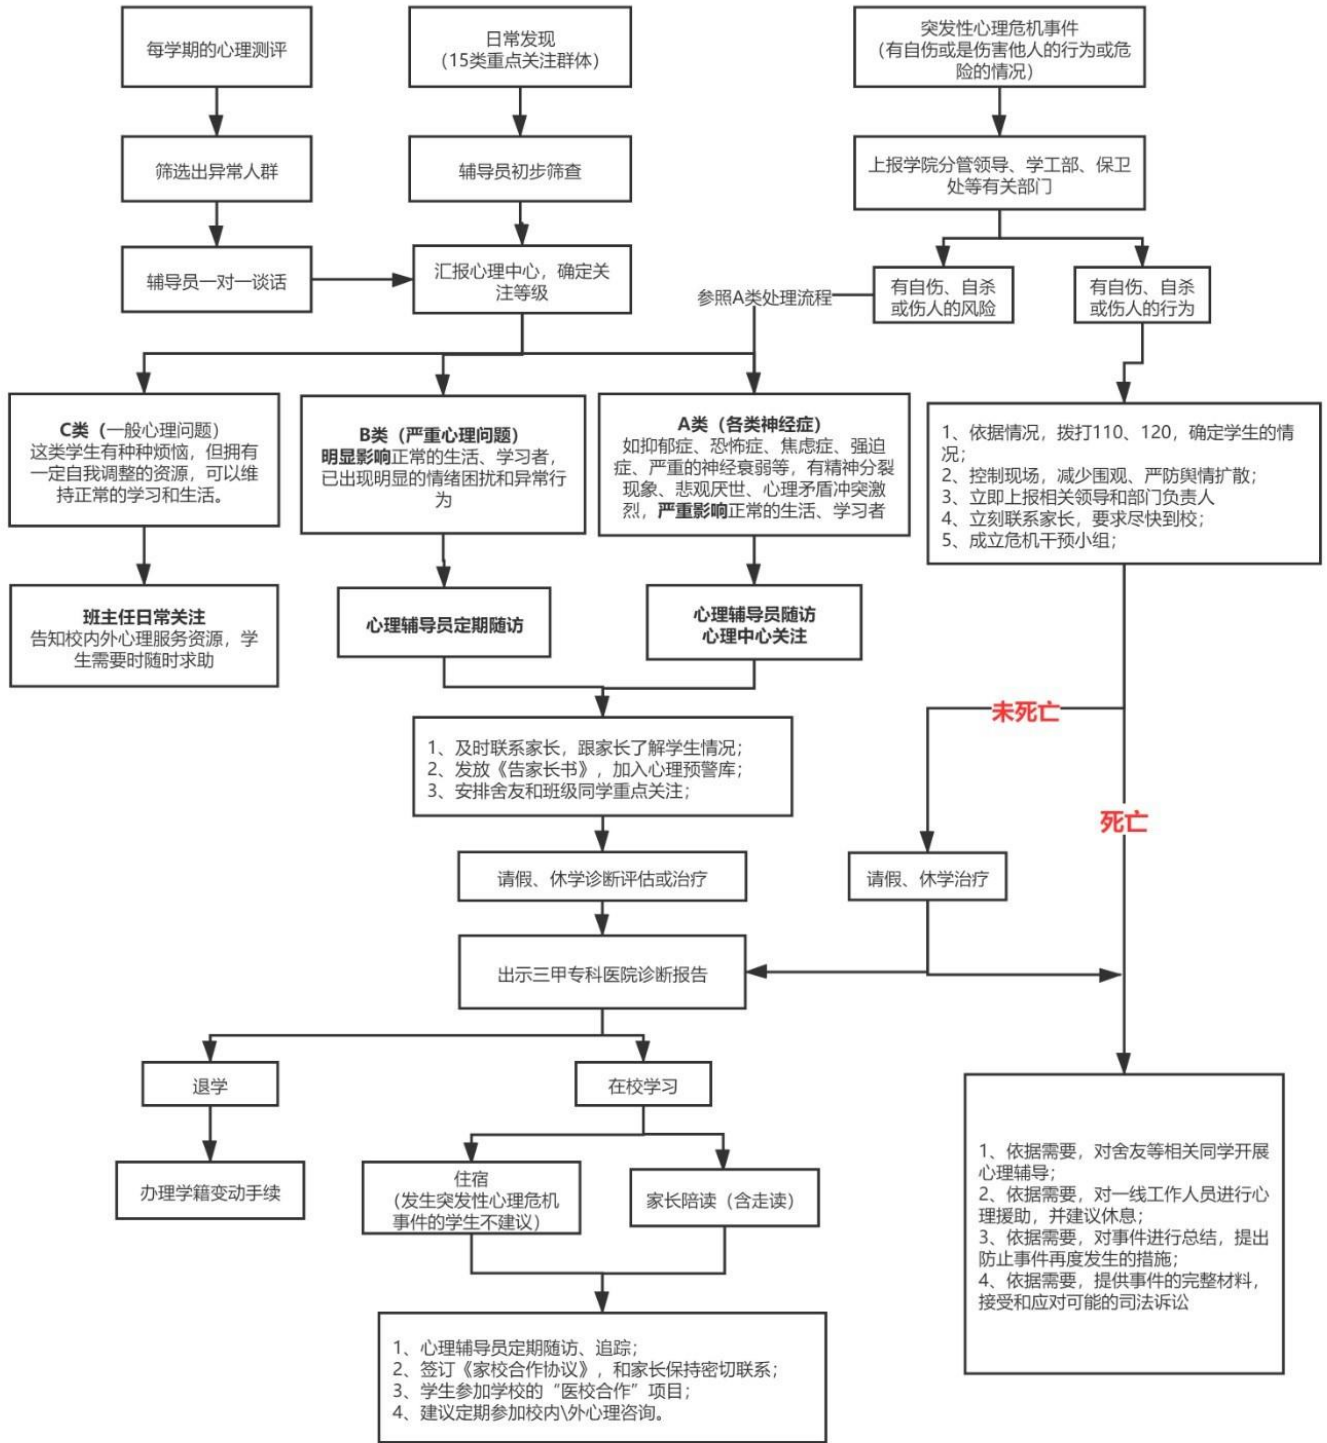 每学期的心理测评
日常发现
（15类重点关注群体）
突发性心理危机事件
（有自伤或是伤害他人的行为或危
险的情况）
筛选出异常人群
辅导员初步筛查
上报学院分管领导、学工部、保卫
处等有关部门
辅导员一对一谈话
汇报心理中心，确定关
注等级
参照A类处理流程
有自伤、自杀
或伤人的风险
有自伤、自杀
或伤人的行为
C类（一般心理问题）
这类学生有种种烦恼，但拥有
一定自我调整的资源，可以维
持正常的学习和生活。
B类（严重心理问题）
明显影响正常的生活、学习者，
已出现明显的情绪困扰和异常行
为
A类（各类神经症）
如抑郁症、恐怖症、焦虑症、强迫
症、严重的神经衰弱等，有精神分裂
现象、悲观厌世、心理矛盾冲突激
烈，严重影响正常的生活、学习者
1、依据情况，拨打110、120，确定学生的情
况；
2、控制现场，减少围观、严防舆情扩散；
3、立即上报相关领导和部门负责人
4、立刻联系家长，要求尽快到校；
5、成立危机干预小组；
班主任日常关注
告知校内外心理服务资源，学
生需要时随时求助
心理辅导员定期随访
心理辅导员随访
心理中心关注
未死亡
死亡
1、及时联系家长，跟家长了解学生情况；
2、发放《告家长书》，加入心理预警库；
3、安排舍友和班级同学重点关注；
请假、休学诊断评估或治疗
请假、休学治疗
出示三甲专科医院诊断报告
退学
在校学习
办理学籍变动手续
住宿
（发生突发性心理危机
事件的学生不建议）
家长陪读（含走读）
1、依据需要，对舍友等相关同学开展
心理辅导；
2、依据需要，对一线工作人员进行心
理援助，并建议休息；
3、依据需要，对事件进行总结，提出
防止事件再度发生的措施；
4、依据需要，提供事件的完整材料，
接受和应对可能的司法诉讼
1、心理辅导员定期随访、追踪；
2、签订《家校合作协议》，和家长保持密切联系；
3、学生参加学校的“医校合作”项目；
4、建议定期参加校内\外心理咨询。